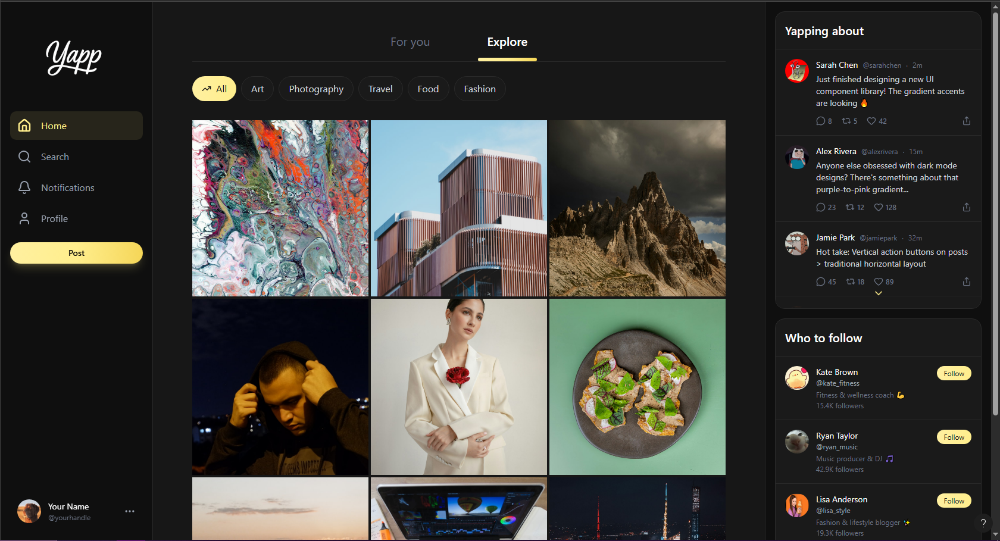 Yapp
Home
Search
Notifications
Profile
Post
Your Name
@yourhandle
For you
Explore
All
Art
Photography
Travel
Food
Fashion
Yapping about
Sarah Chen @sarahchen · 2m
Just finished designing a new UI
component library! The gradient accents
are looking 🔥
8 5 42
Alex Rivera @alexrivera · 15m
Anyone else obsessed with dark mode
designs? There's something about that
purple-to-pink gradient...
23 12 128
Jamie Park @jamiepark · 32m
Hot take: Vertical action buttons on posts
> traditional horizontal layout
45 18 89
Who to follow
Kate Brown
@kate_fitness
Fitness & wellness coach 💪
15.4K followers
Follow
Ryan Taylor
@ryan_music
Music producer & DJ 🎵
42.9K followers
Follow
Lisa Anderson
@lisa_style
Fashion & lifestyle blogger ✨
19.3K followers
Follow
?